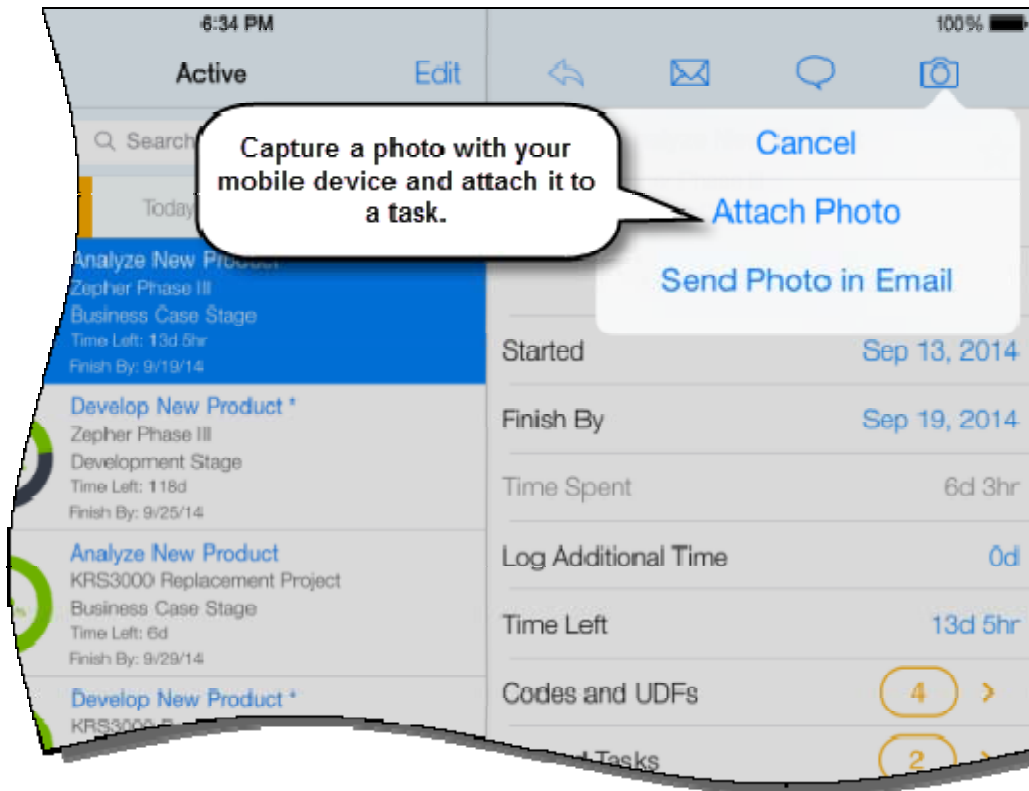 6:34 PM
100%
Active
Edit
Search
Today
Capture a photo with your
mobile device and attach it to
a task.
Cancel
Attach Photo
Send Photo in Email
Analyze New Product
Zepher Phase III
Business Case Stage
Time Left: 13d 5hr
Finish By: 9/19/14
Develop New Product *
Zepher Phase III
Development Stage
Time Left: 118d
Finish By: 9/25/14
Analyze New Product
KRS3000 Replacement Project
Business Case Stage
Time Left: 6d
Finish By: 9/29/14
Develop New Product *
KRS3000
Started
Sep 13, 2014
Finish By
Sep 19, 2014
Time Spent
6d 3hr
Log Additional Time
0d
Time Left
13d 5hr
Codes and UDFs
4
Tasks
2